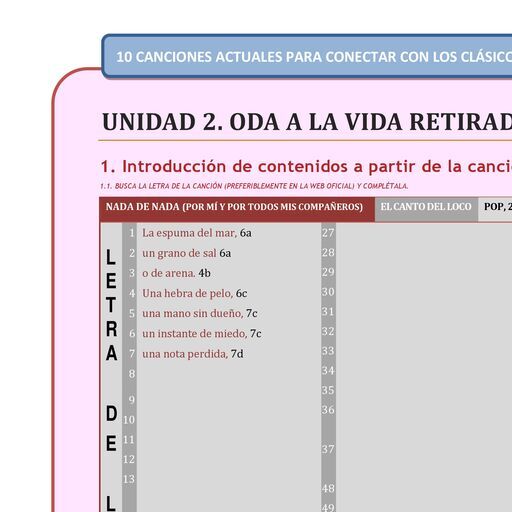 10 CANCIONES ACTUALES PARA CONECTAR CON LOS CLÁSICO
UNIDAD 2. ODA A LA VIDA RETIRAD
1. Introducción de contenidos a partir de la canci
1.1. BUSCA LA LETRA DE LA CANCIÓN (PREFERIBLEMENTE EN LA WEB OFICIAL) Y COMPLÉTALA.
NADA DE NADA (POR MÍ Y POR TODOS MIS COMPAÑEROS) EL CANTO DEL LOCO POP, 2
LETRA DE L
1 La espuma del mar, 6a 27
2 un grano de sal 6a 28
3 o de arena. 4b 29
4 Una hebra de pelo, 6c 30
5 una mano sin dueño, 7c 31
6 un instante de miedo, 7c 32
7 una nota perdida, 7d 33
8 34
35
9 36
10
11 37
12
13 48
49